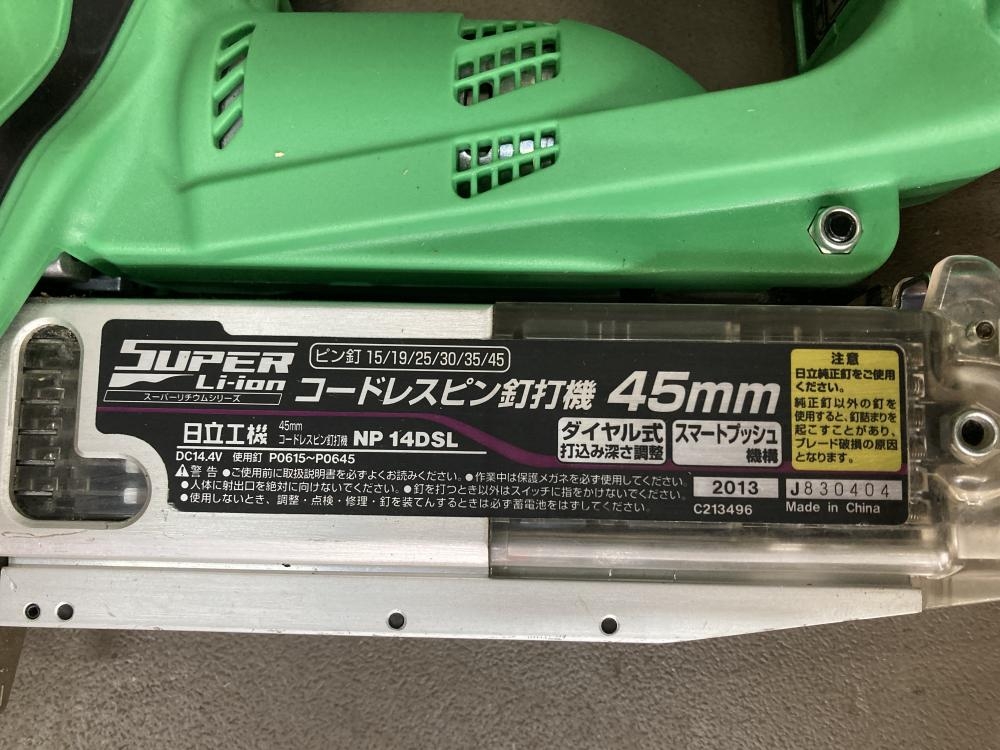 SUPER
Li-ion
スーパーリチウムシリーズ
ピン釘 15/19/25/30/35/45
コードレスピン釘打機 45mm
日立工機 45mm コードレスピン釘打機 NP 14DSL
DC14.4V 使用釘 P0615~P0645
ダイヤル式
打込み深さ調整
スマートプッシュ
機構
警告 ●ご使用前に取扱説明書を必ずよくお読みください。●作業中は保護メガネを必ず使用してください。
●人体に射出口を絶対に向けないでください。●釘を打つとき以外はスイッチに指をかけないでください。
●使用しないとき、調整・点検・修理・釘を装てんするときは必ず蓄電池をはずしてください。
注意
日立純正釘をご使用
ください。
純正釘以外の釘を
使用すると、釘詰まりを
起こすことがあり、
ブレード破損の原因
となります。
2013 J830404
C213496 Made in China